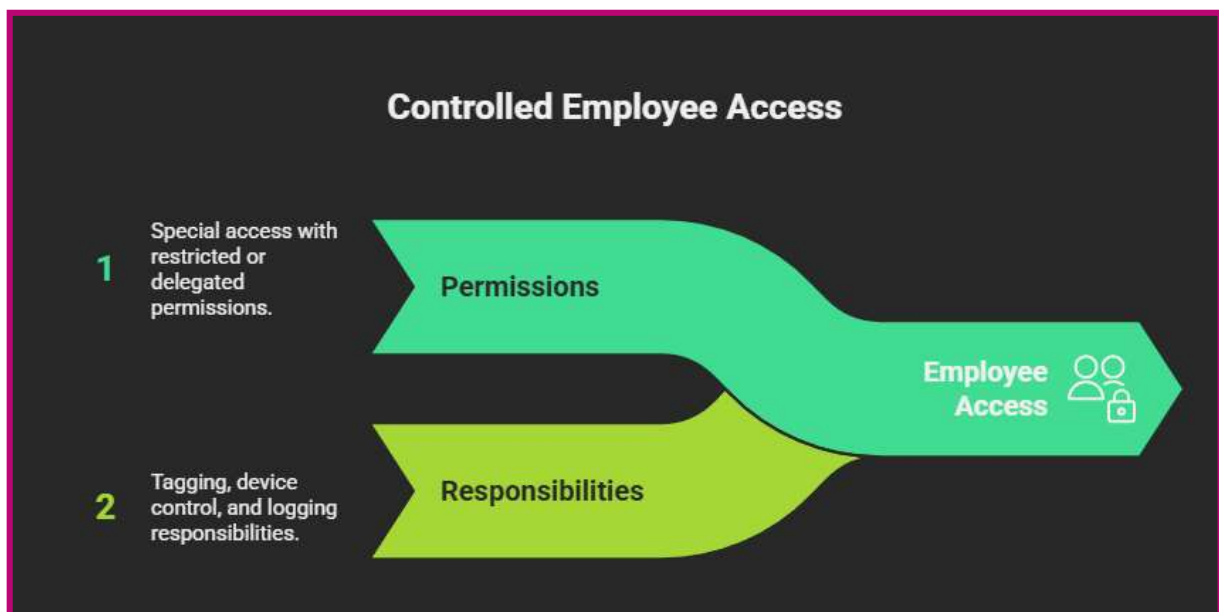 Controlled Employee Access
1
Special access with
restricted or
delegated
permissions.
Permissions
Employee
Access
2
Tagging, device
control, and logging
responsibilities.
Responsibilities